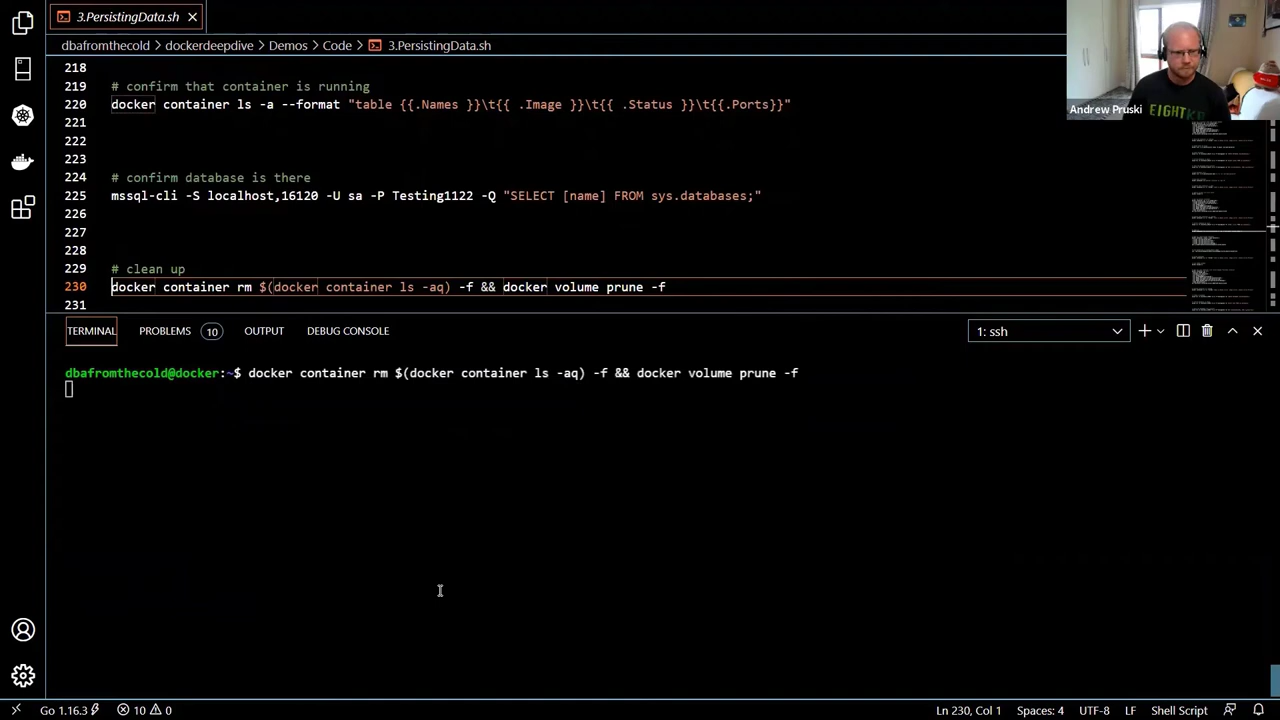 3.PersistingData.sh
dbafromthecold > dockerdeepdive > Demos > Code > 3.PersistingData.sh
218
219 # confirm that container is running
220 docker container ls -a --format "table {{.Names }}\t{{ .Image }}\t{{ .Status }}\t{{.Ports}}"
221
222
223
224 # confirm database is there
225 mssql-cli -S localhost,16120 -U sa -P Testing1122 -Q "SELECT [name] FROM sys.databases;"
226
227
228
229 # clean up
230 docker container rm $(docker container ls -aq) -f && docker volume prune -f
231
Andrew Pruski
EIGHTKB
TERMINAL PROBLEMS 10 OUTPUT DEBUG CONSOLE 1: ssh
dbafromthecold@docker:~$ docker container rm $(docker container ls -aq) -f && docker volume prune -f
Go 1.16.3 10 0 Ln 230, Col 1 Spaces: 4 UTF-8 LF Shell Script